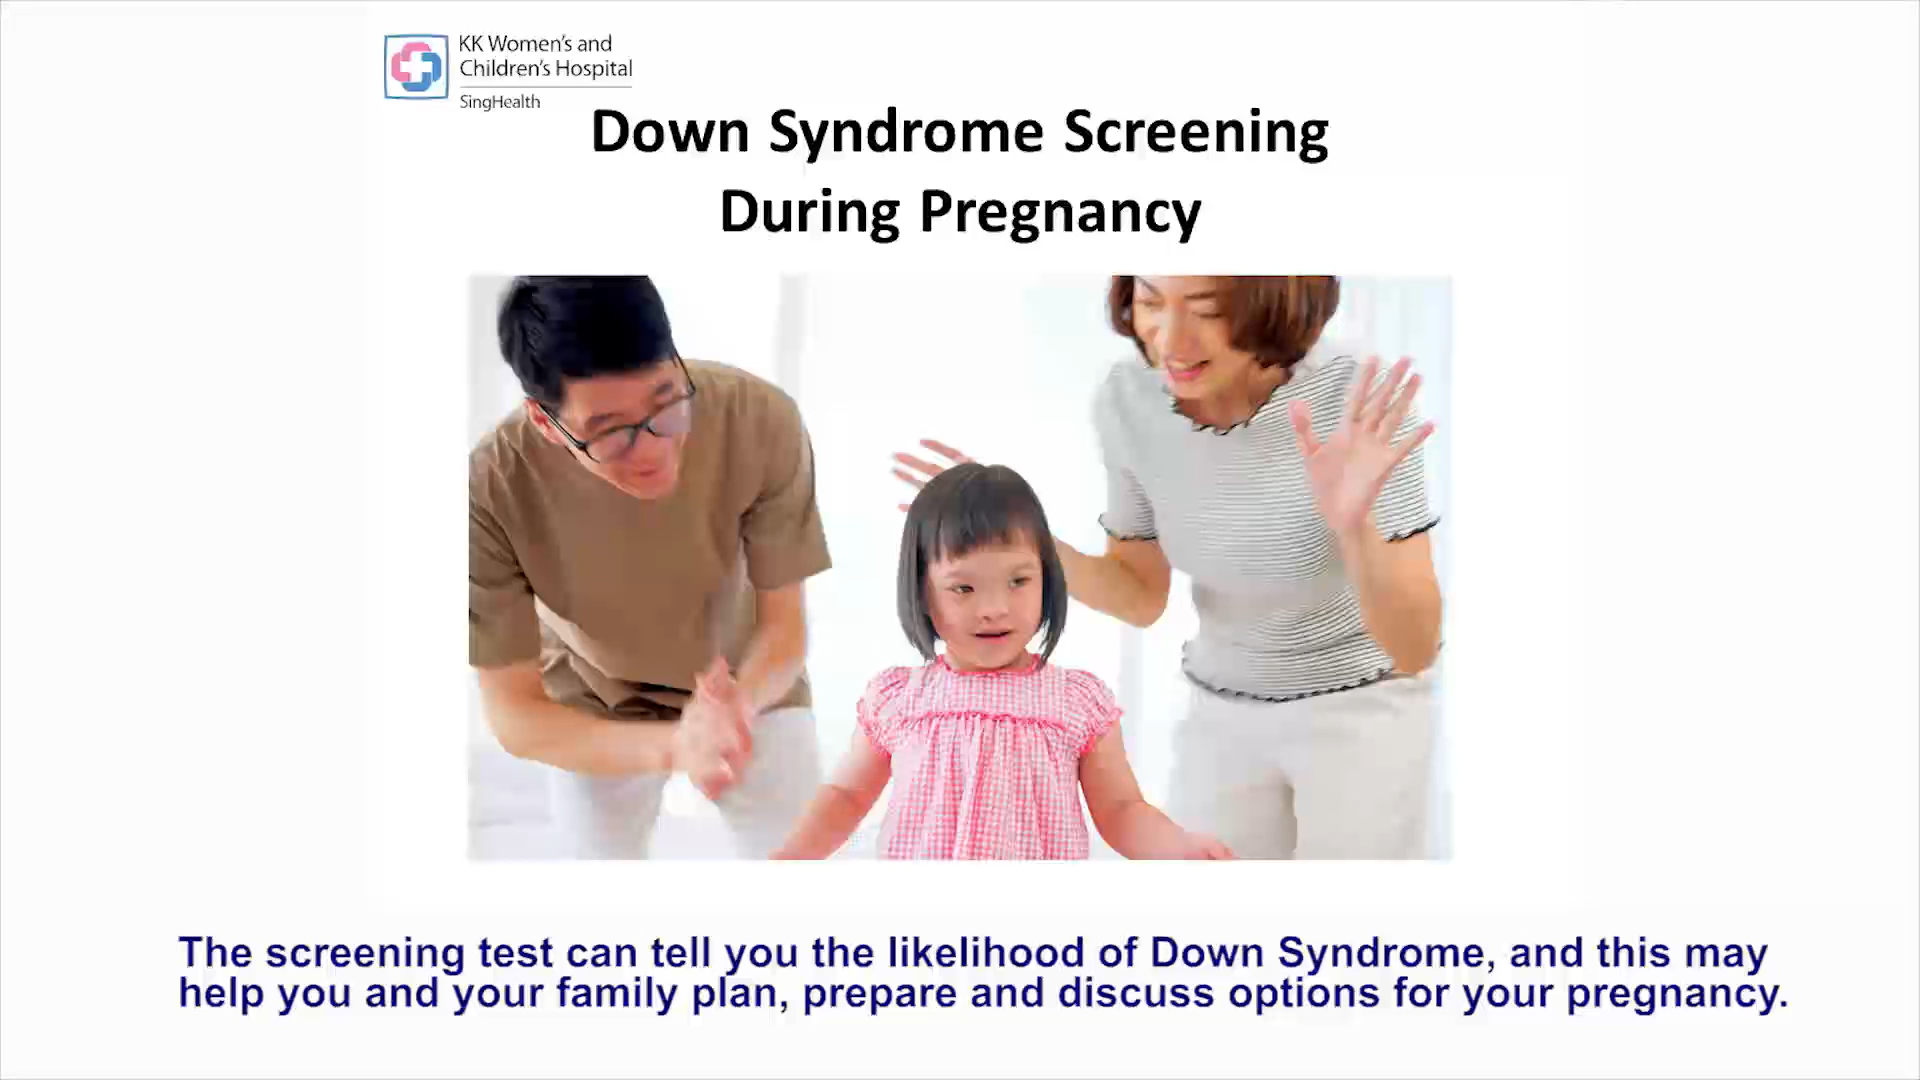 KK Women's and
Children's Hospital
SingHealth
Down Syndrome Screening
During Pregnancy
The screening test can tell you the likelihood of Down Syndrome, and this may
help you and your family plan, prepare and discuss options for your pregnancy.